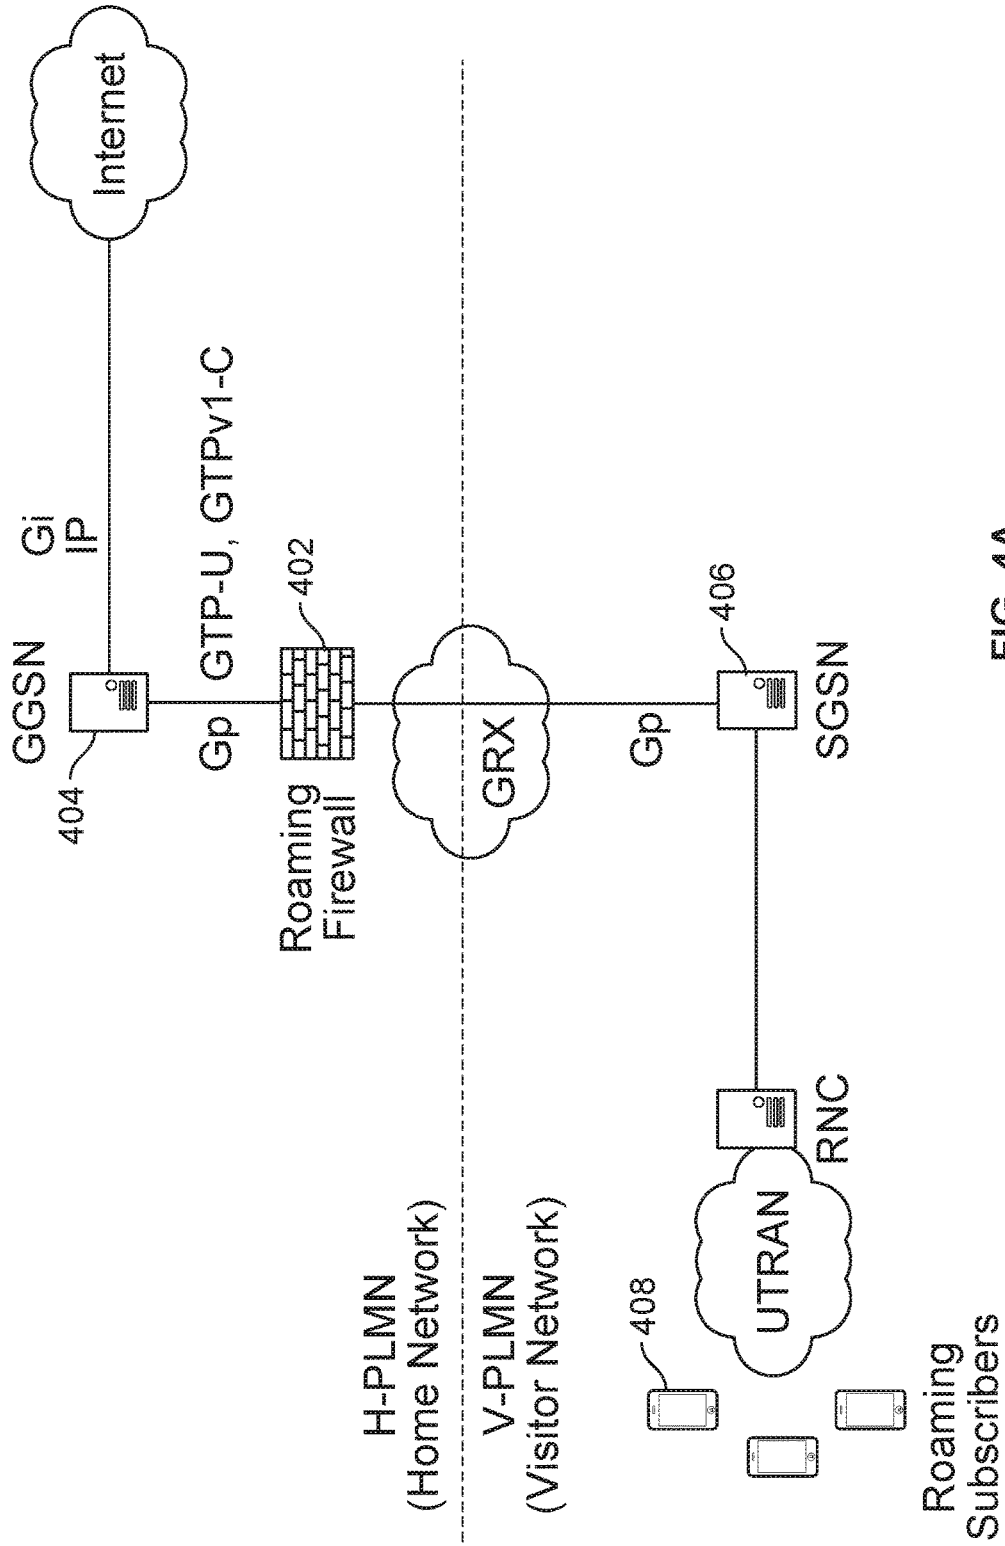 GGSN
Gi
IP
Internet
404
Gp
GTP-U, GTPv1-C
Roaming
Firewall
402
H-PLMN
(Home Network)
V-PLMN
(Visitor Network)
GRX
408
Gp
406
UTRAN
RNC
SGSN
Roaming
Subscribers
FIG. 4A